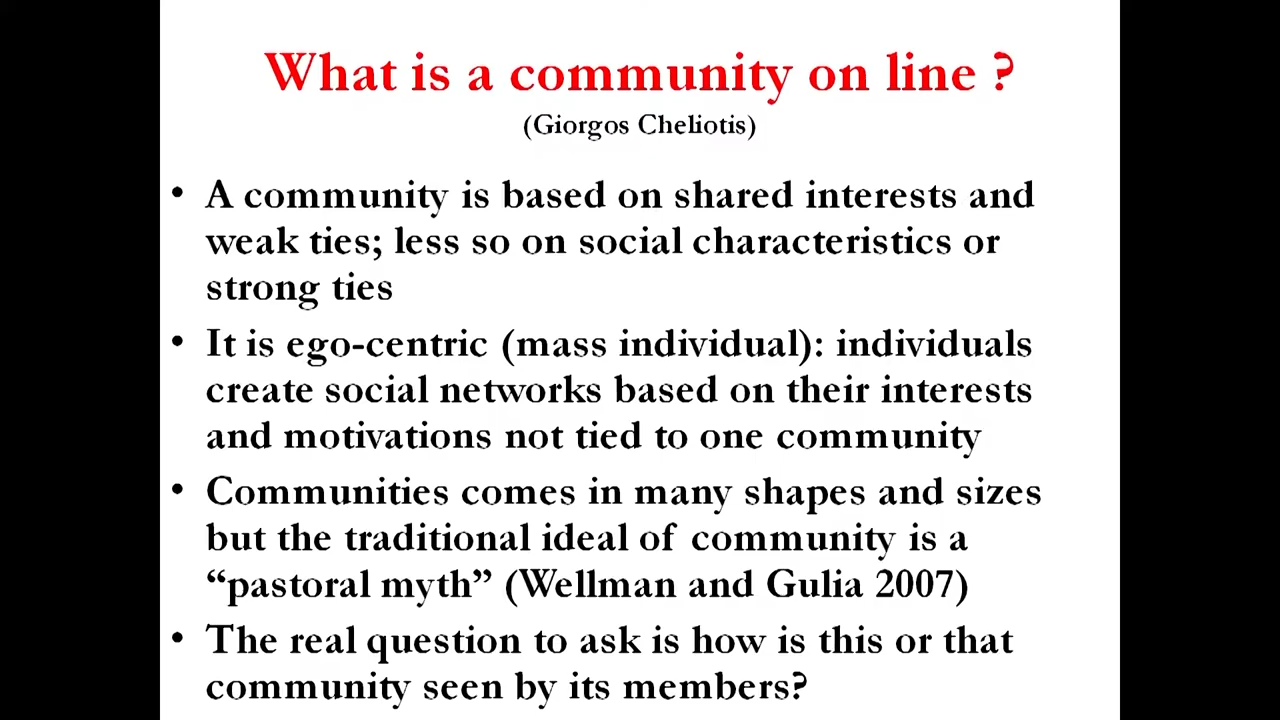 What is a community on line ?
(Giorgos Cheliotis)
• A community is based on shared interests and
weak ties; less so on social characteristics or
strong ties
• It is ego-centric (mass individual): individuals
create social networks based on their interests
and motivations not tied to one community
• Communities comes in many shapes and sizes
but the traditional ideal of community is a
“pastoral myth” (Wellman and Gulia 2007)
• The real question to ask is how is this or that
community seen by its members?